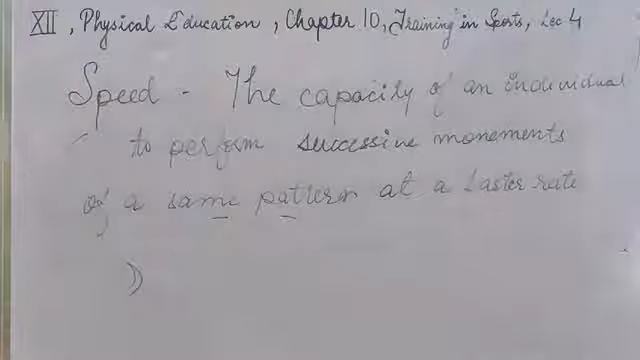 XII, Physical Education, Chapter 10, Training in Sports, Lec 4
Speed - The capacity of an individual
to perform successive movements
of a same pattern at a faster rate